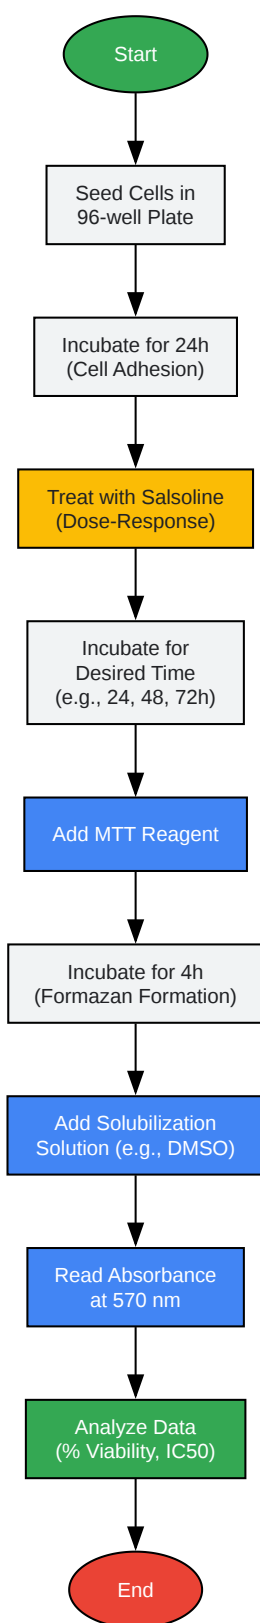 Start
Seed Cells in
96-well Plate
Incubate for 24h
(Cell Adhesion)
Treat with Salsoline
(Dose-Response)
Incubate for
Desired Time
(e.g., 24, 48, 72h)
Add MTT Reagent
Incubate for 4h
(Formazan Formation)
Add Solubilization
Solution (e.g., DMSO)
Read Absorbance
at 570 nm
Analyze Data
(% Viability, IC50)
End